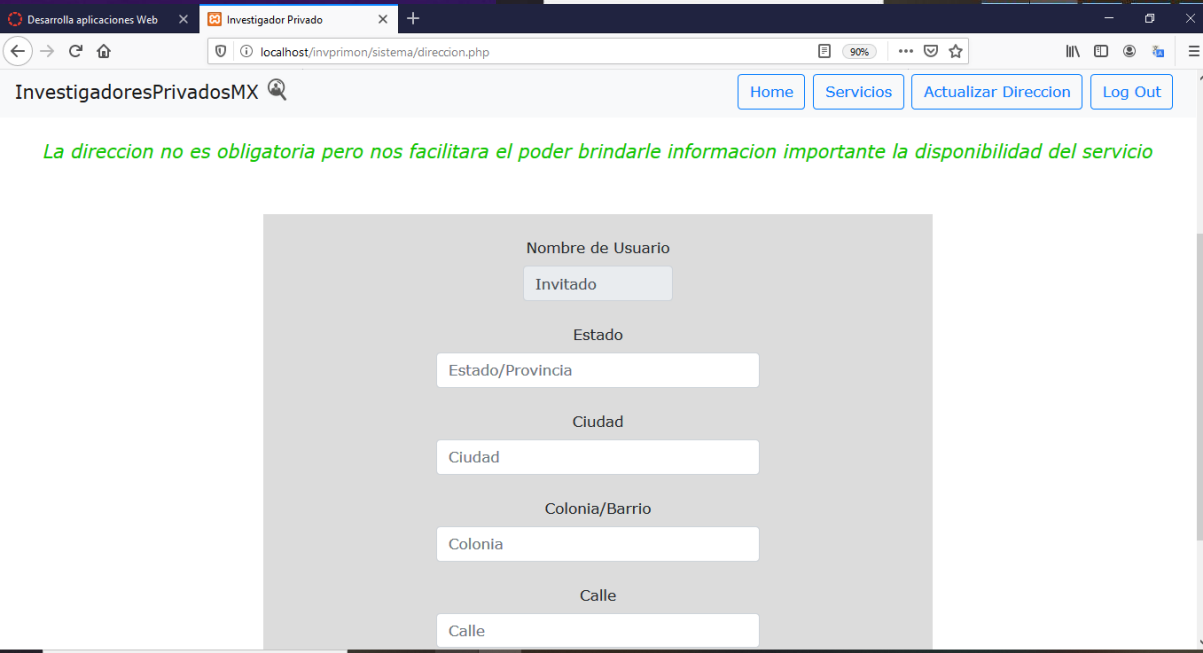 Desarrolla aplicaciones Web
Investigador Privado
localhost/invprimon/sistema/direccion.php
90%
InvestigadoresPrivadosMX
Home
Servicios
Actualizar Direccion
Log Out
La direccion no es obligatoria pero nos facilitara el poder brindarle informacion importante la disponibilidad del servicio
Nombre de Usuario
Invitado
Estado
Estado/Provincia
Ciudad
Ciudad
Colonia/Barrio
Colonia
Calle
Calle